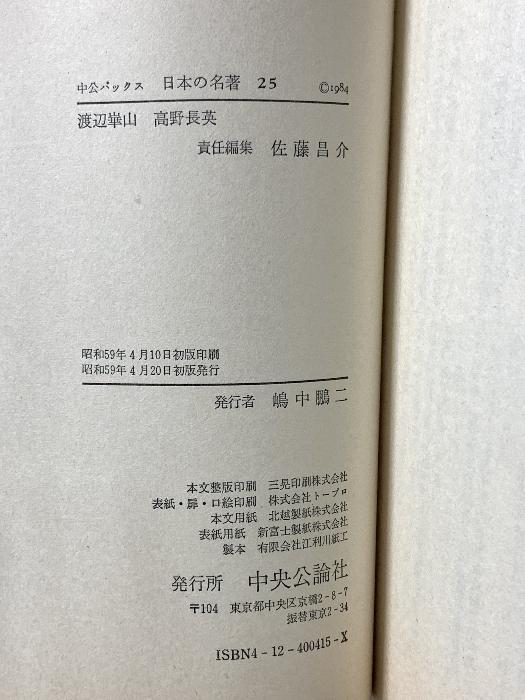 中公バックス 日本の名著 25 ©1984
渡辺崋山 高野長英
責任編集 佐藤昌介
昭和59年4月10日初版印刷
昭和59年4月20日初版発行
発行者 嶋中鵬二
本文整版印刷 三晃印刷株式会社
表紙・扉・口絵印刷 株式会社トープロ
本文用紙 北越製紙株式会社
表紙用紙 新富士製紙株式会社
製本 有限会社江利川紙工
発行所 中央公論社
〒104 東京都中央区京橋2-8-7
振替東京2-34
ISBN4-12-400415-X